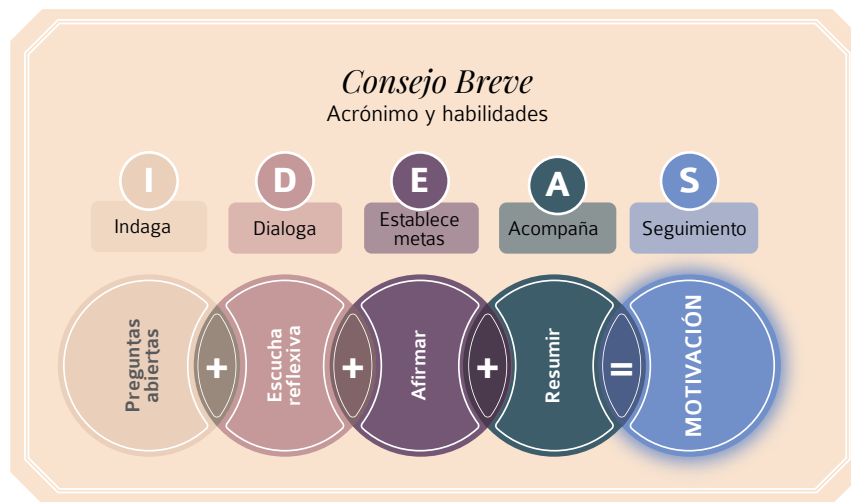 Consejo Breve
Acrónimo y habilidades
I
D
E
A
S
Indaga
Dialoga
Establece
metas
Acompaña
Seguimiento
Preguntas
abiertas
+
Escucha
reflexiva
+
Afirmar
+
Resumir
=
MOTIVACIÓN